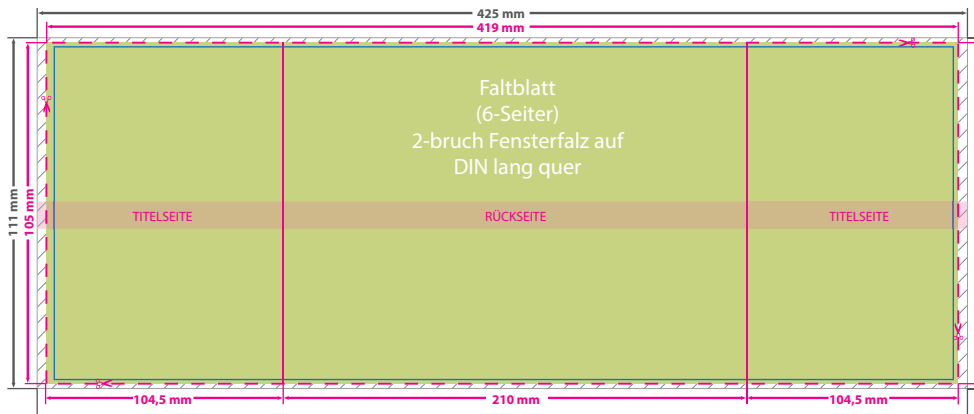 425 mm
419 mm
Faltblatt
(6-Seiter)
2-bruch Fensterfalz auf
DIN lang quer
111 mm
105 mm
TITELSEITE
RÜCKSEITE
TITELSEITE
104,5 mm
210 mm
104,5 mm